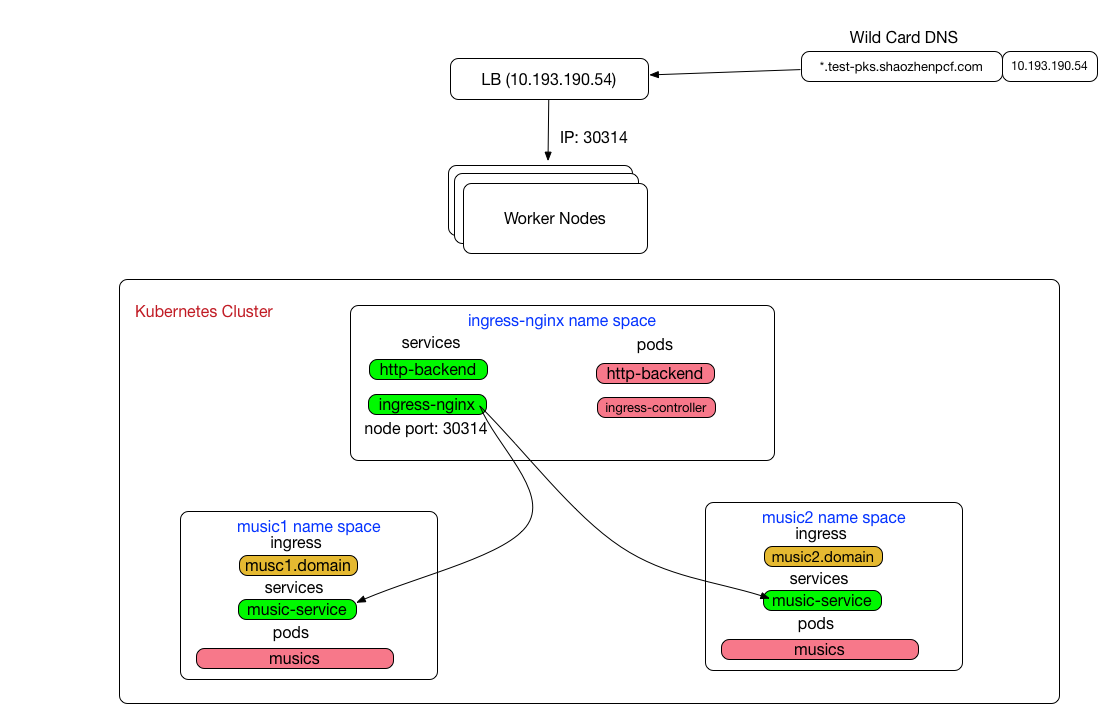 Wild Card DNS
*.test-pks.shaozhenpcf.com
10.193.190.54
LB (10.193.190.54)
IP: 30314
Worker Nodes
Kubernetes Cluster
ingress-nginx name space
services
pods
http-backend
http-backend
ingress-nginx
ingress-controller
node port: 30314
music1 name space
ingress
musc1.domain
services
music-service
pods
musics
music2 name space
ingress
music2.domain
services
music-service
pods
musics